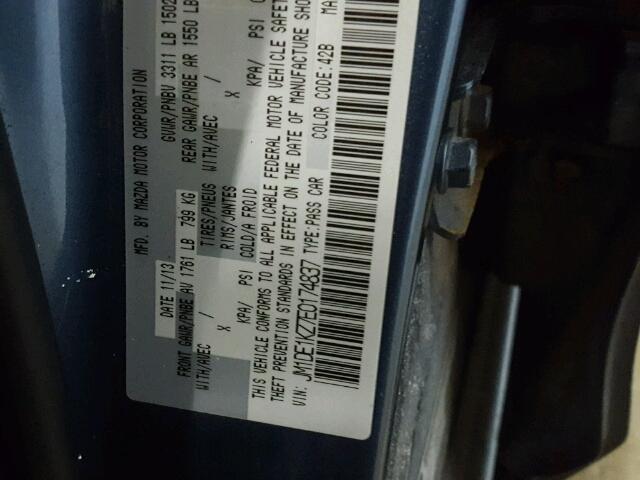 MFD. BY MAZDA MOTOR CORPORATION
DATE 11/13 GVWR/PNBV 3311 LB 1502
FRONT GAWR/PNBE AV 1761 LB 799 KG REAR GAWR/PNBE AR 1550 LB
WITH/AVEC TIRES/PNEUS WITH/AVEC
/ RIMS/JANTES X /
X KPA/ PSI COLD/A FROID KPA/ PSI
THIS VEHICLE CONFORMS TO ALL APPLICABLE FEDERAL MOTOR VEHICLE SAFET
THEFT PREVENTION STANDARDS IN EFFECT ON THE DATE OF MANUFACTURE SHO
VIN: JM1DE1KZ7E0174837 TYPE:PASS CAR COLOR CODE:42B MA